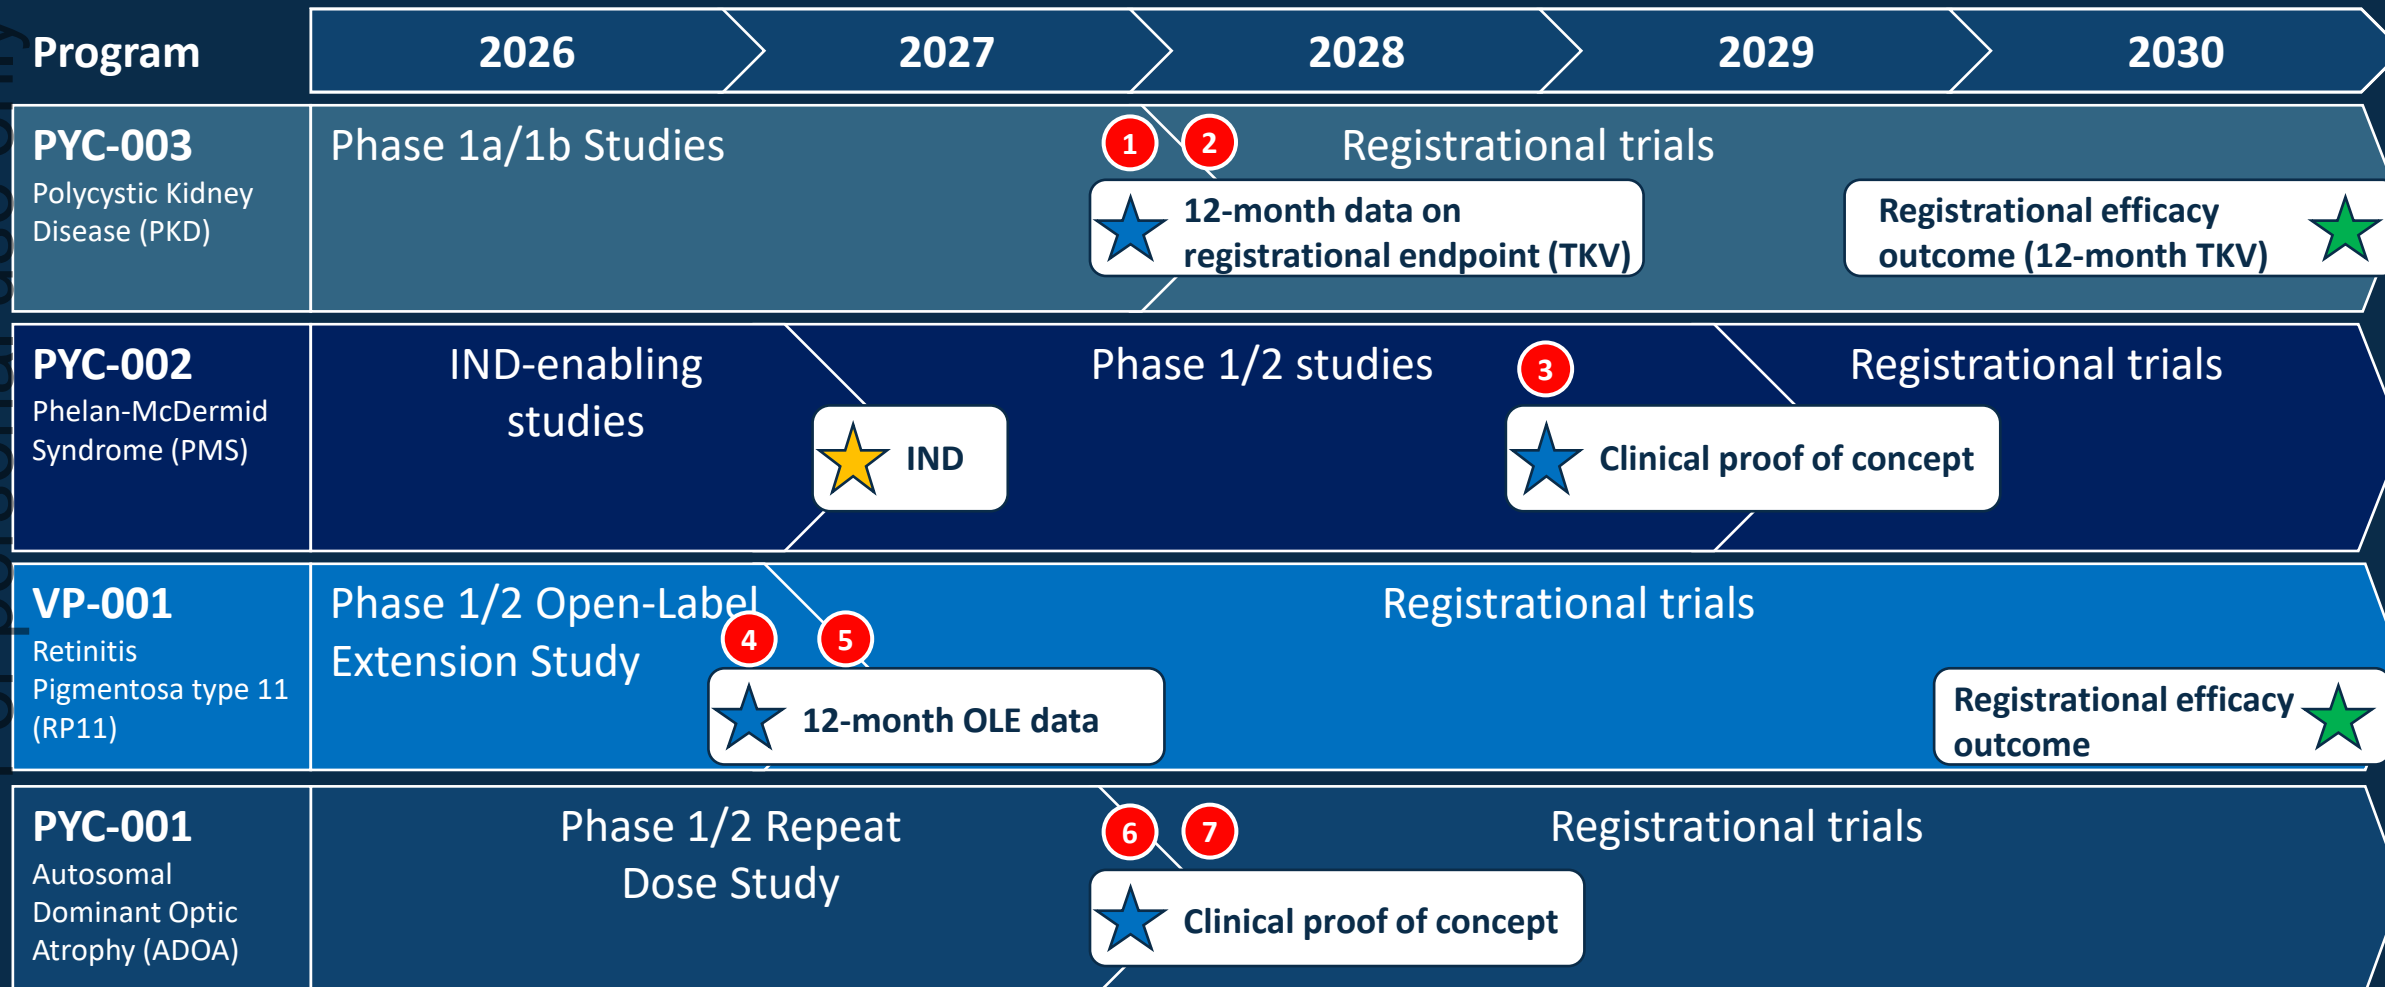 Program
2026
2027
2028
2029
2030
PYC-003
Polycystic Kidney
Disease (PKD)
Phase 1a/1b Studies
1
2
Registrational trials
12-month data on
registrational endpoint (TKV)
Registrational efficacy
outcome (12-month TKV)
PYC-002
Phelan-McDermid
Syndrome (PMS)
IND-enabling
studies
IND
Phase 1/2 studies
3
Clinical proof of concept
Registrational trials
VP-001
Retinitis
Pigmentosa type 11
(RP11)
Phase 1/2 Open-Label
Extension Study
4
5
12-month OLE data
Registrational trials
Registrational efficacy
outcome
PYC-001
Autosomal
Dominant Optic
Atrophy (ADOA)
Phase 1/2 Repeat
Dose Study
6
7
Clinical proof of concept
Registrational trials